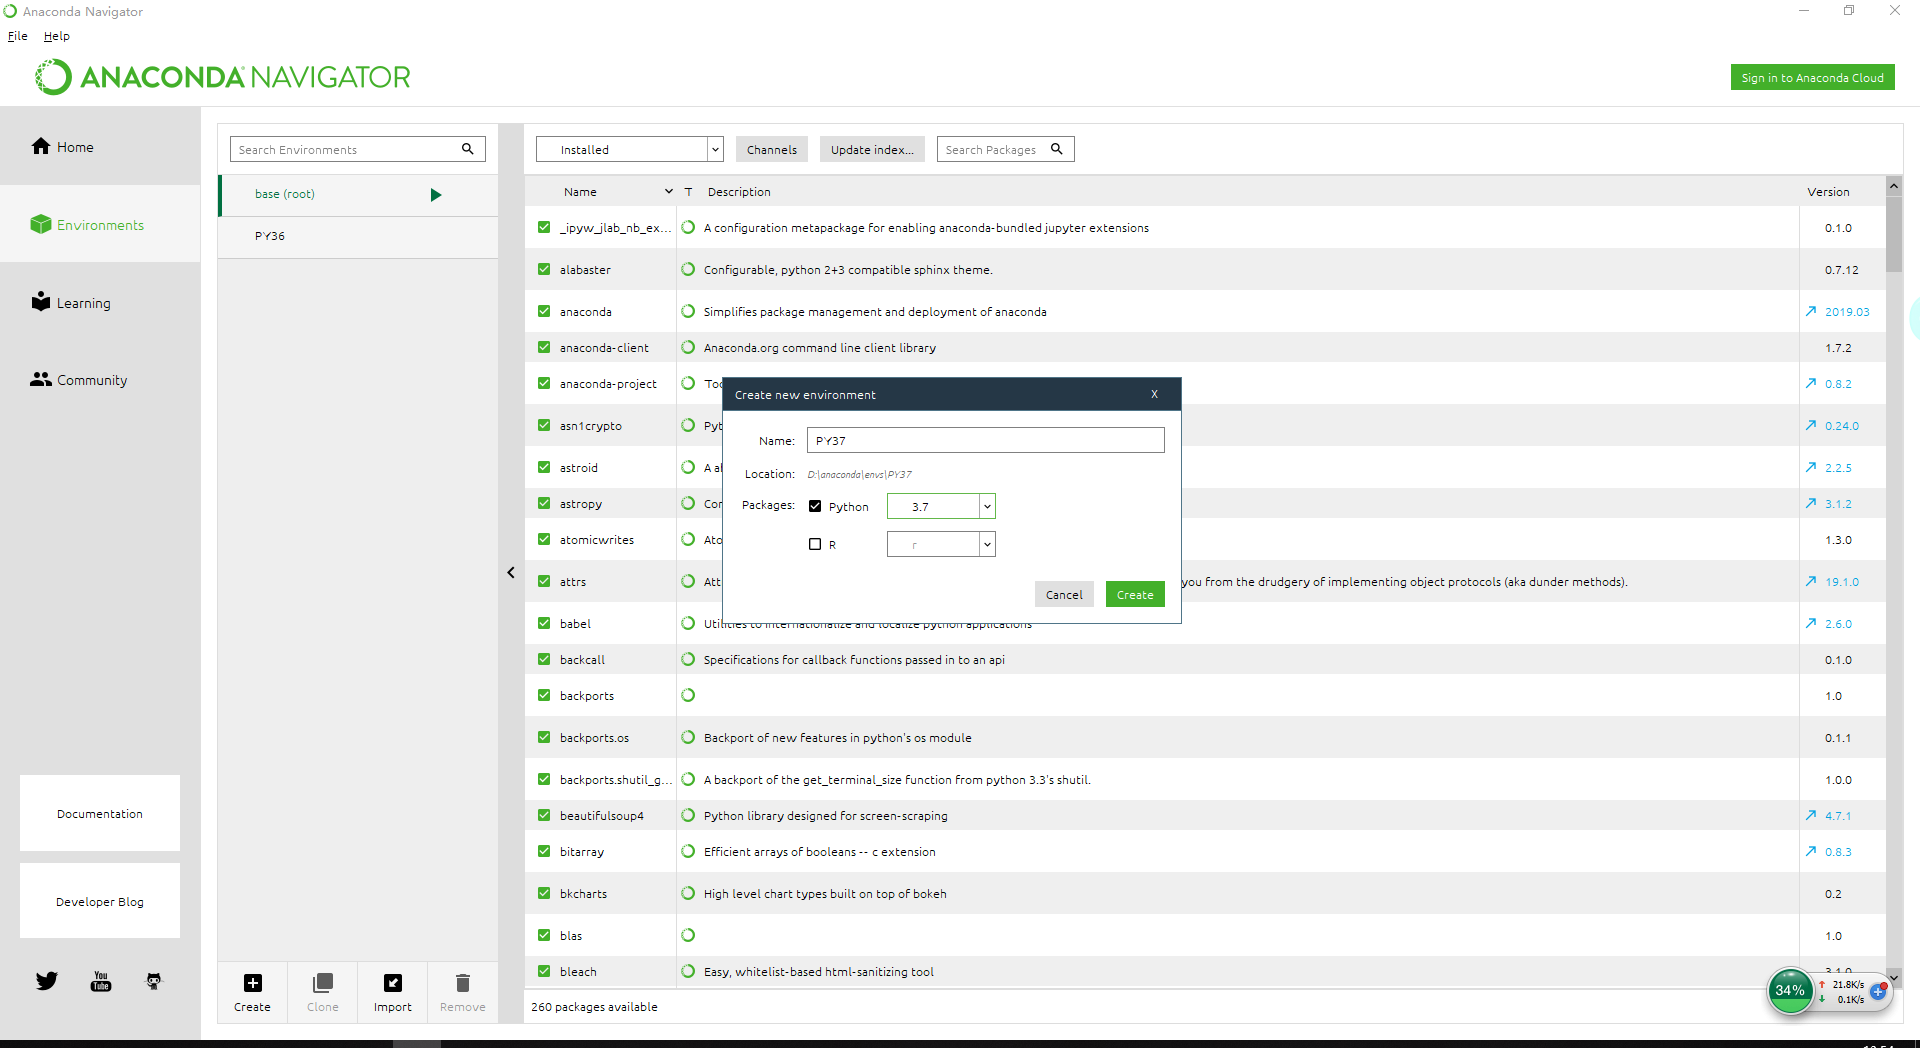 Anaconda Navigator
File Help
ANACONDA NAVIGATOR
Sign in to Anaconda Cloud
Home
Environments
Learning
Community
Documentation
Developer Blog
You Tube
Search Environments
base (root)
PY36
Create Clone Import Remove
Installed Channels Update index... Search Packages
Name T Description Version
_ipyw_jlab_nb_ex... A configuration metapackage for enabling anaconda-bundled jupyter extensions 0.1.0
alabaster Configurable, python 2+3 compatible sphinx theme. 0.7.12
anaconda Simplifies package management and deployment of anaconda 2019.03
anaconda-client Anaconda.org command line client library 1.7.2
anaconda-project 0.8.2
asn1crypto 0.24.0
astroid 2.2.5
astropy 3.1.2
atomicwrites 1.3.0
attrs you from the drudgery of implementing object protocols (aka dunder methods). 19.1.0
babel Utilities to internationalize and localize python applications 2.6.0
backcall Specifications for callback functions passed in to an api 0.1.0
backports 1.0
backports.os Backport of new features in python's os module 0.1.1
backports.shutil_g... A backport of the get_terminal_size function from python 3.3's shutil. 1.0.0
beautifulsoup4 Python library designed for screen-scraping 4.7.1
bitarray Efficient arrays of booleans -- c extension 0.8.3
bkcharts High level chart types built on top of bokeh 0.2
blas 1.0
bleach Easy, whitelist-based html-sanitizing tool 3.1.0
260 packages available
Create new environment X
Name: PY37
Location: D:\anaconda\envs\PY37
Packages: Python 3.7
R r
Cancel Create
34% 21.8K/s
0.1K/s